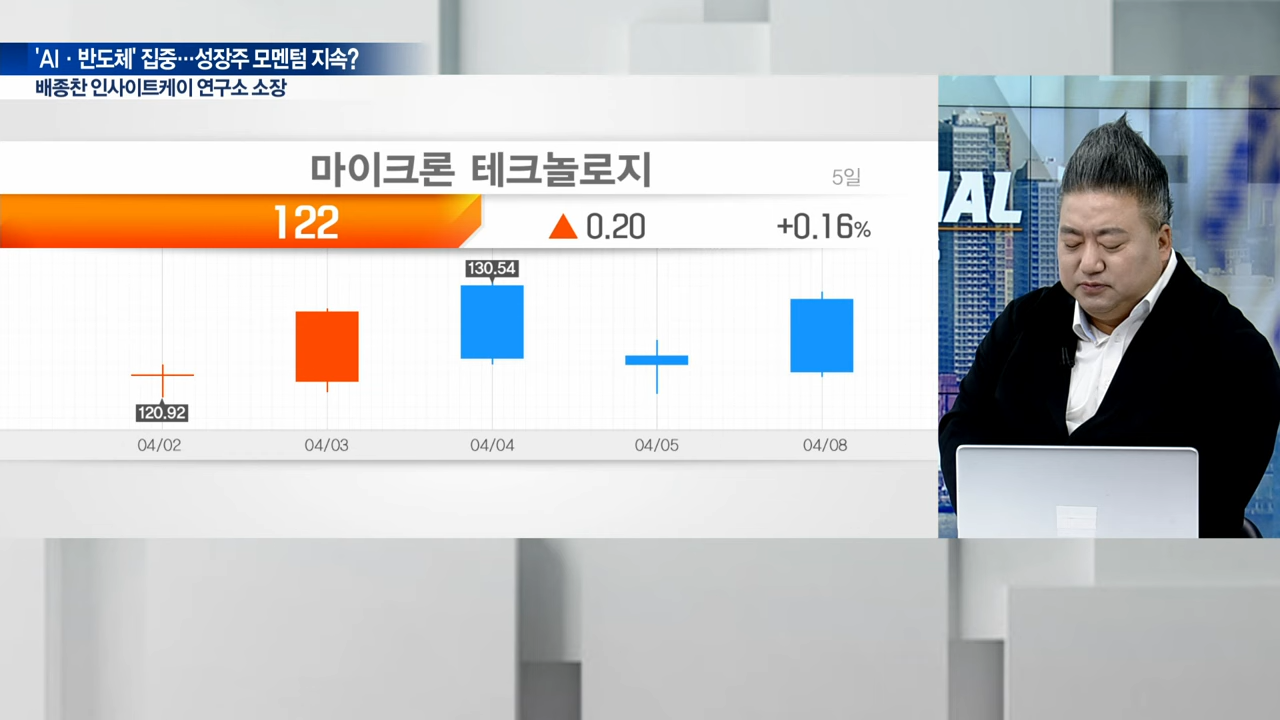 'AI · 반도체' 집중…성장주 모멘텀 지속?
배종찬 인사이트케이 연구소 소장
마이크론 테크놀로지
5일
122
▲ 0.20
+0.16%
130.54
120.92
04/02
04/03
04/04
04/05
04/08